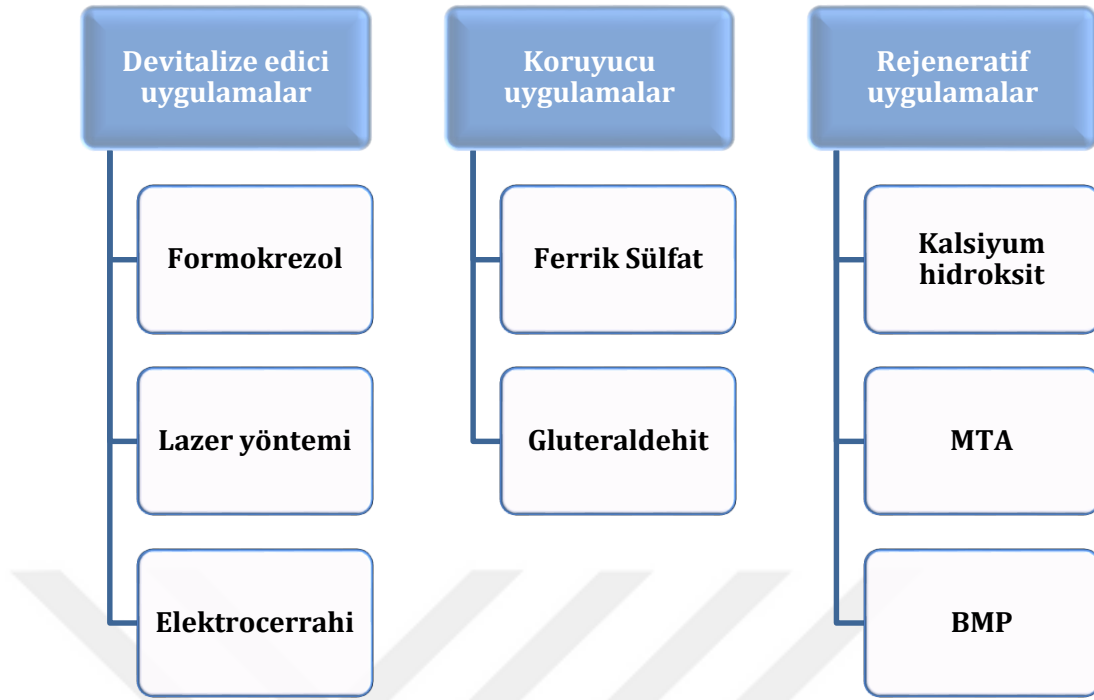 Devitalize edici
uygulamalar
Formokrezol
Lazer yöntemi
Elektrocerrahi
Koruyucu
uygulamalar
Ferrik Sülfat
Gluteraldehit
Rejeneratif
uygulamalar
Kalsiyum
hidroksit
MTA
BMP